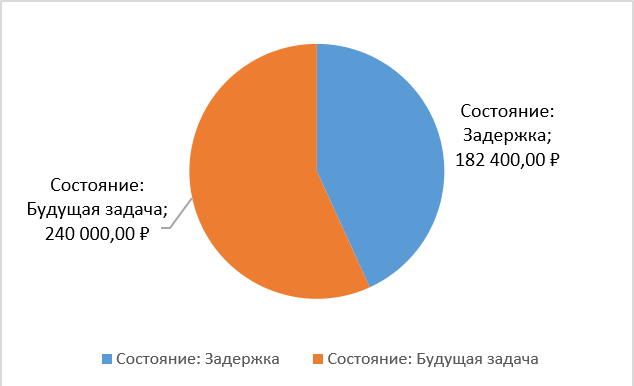 Состояние:
Задержка;
182 400,00 ₽
Состояние:
Будущая задача;
240 000,00 ₽
Состояние: Задержка
Состояние: Будущая задача